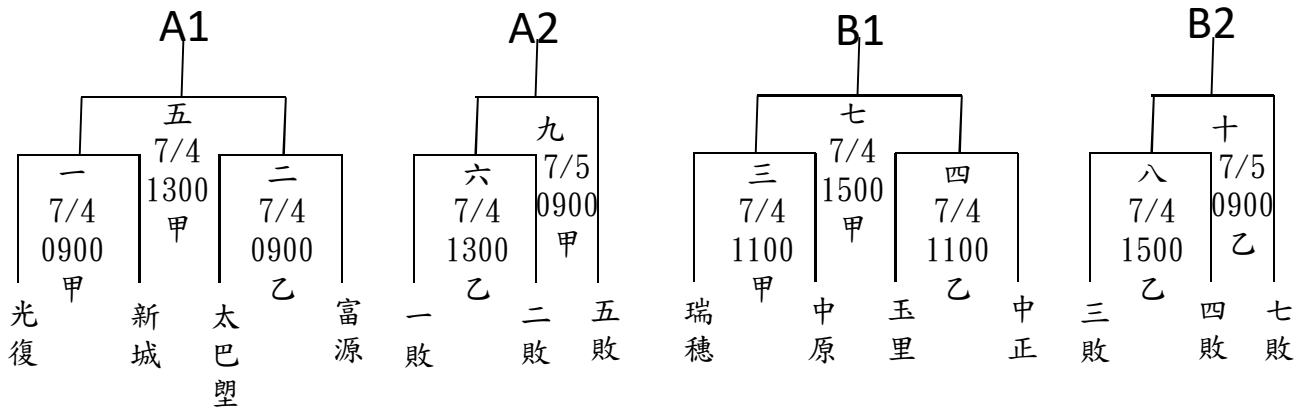 A1
A2
B1
B2
五
7/4
1300
甲
一
7/4
0900
甲
二
7/4
0900
乙
光復
新城
太巴塱
富源
九
7/5
0900
甲
六
7/4
1300
乙
一敗
二敗
五敗
七
7/4
1500
甲
三
7/4
1100
甲
四
7/4
1100
乙
瑞穗
中原
玉里
中正
十
7/5
0900
乙
八
7/4
1500
乙
三敗
四敗
七敗